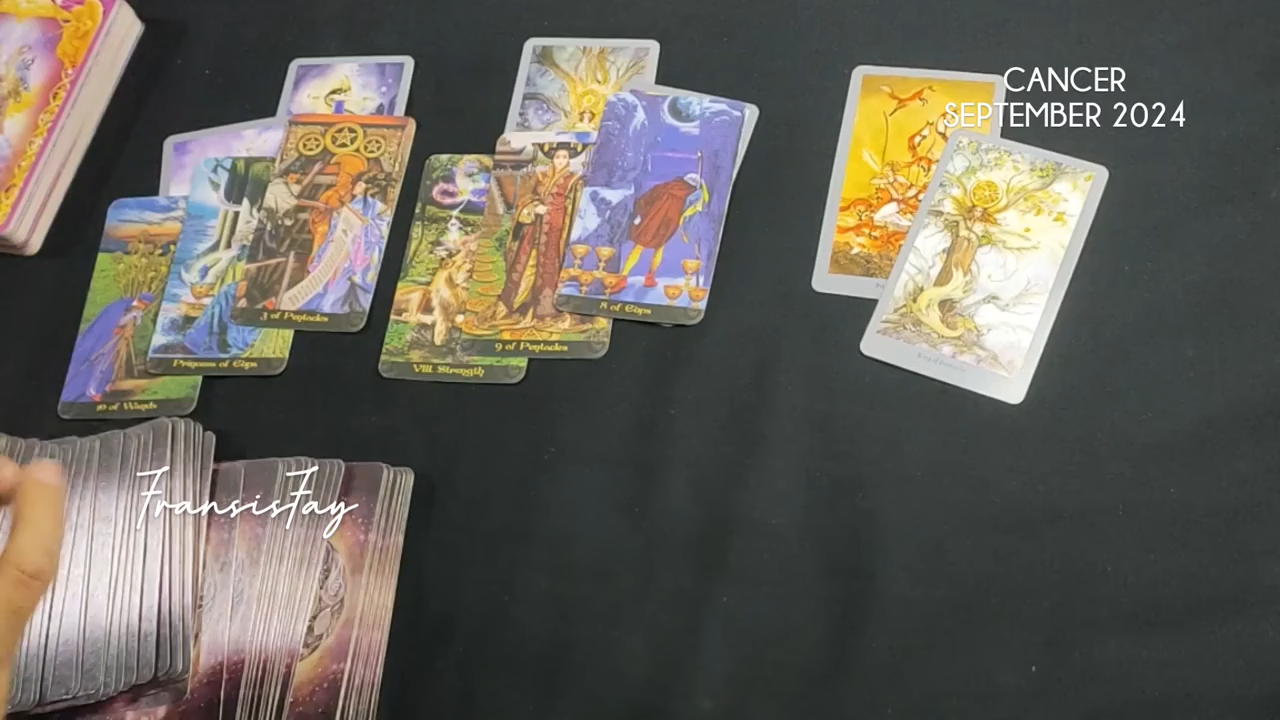 CANCER
SEPTEMBER 2024
3 of Pentacles
8 of Cups
9 of Pentacles
Princess of Cups
VIII. Strength
10 of Wands
FransisFay